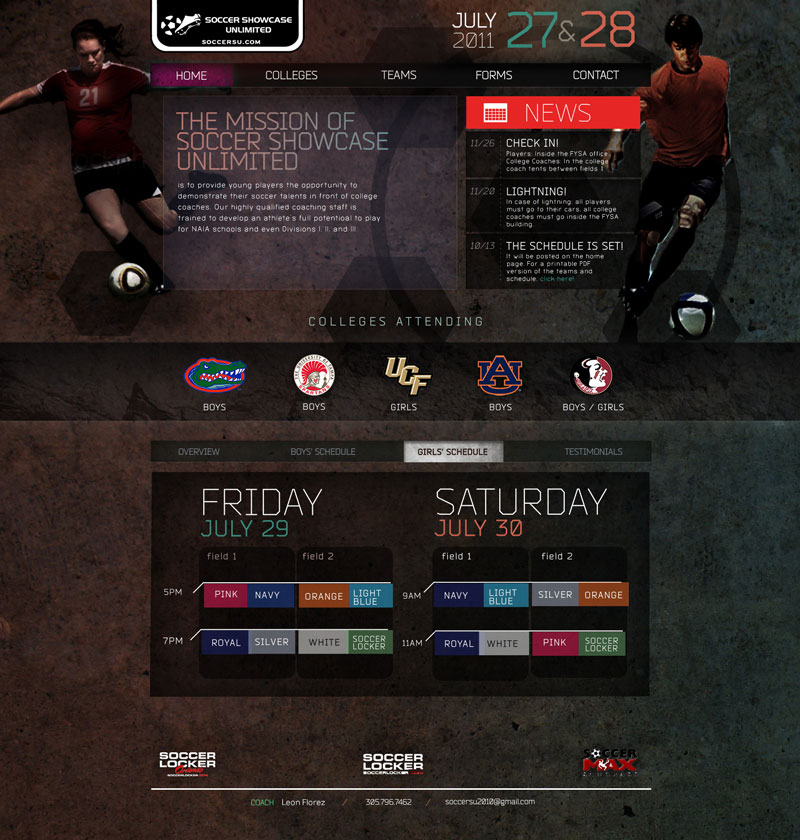 SOCCER SHOWCASE
UNLIMITED
SOCCERSU.COM
JULY
2011
27 & 28
HOME
COLLEGES
TEAMS
FORMS
CONTACT
21
THE MISSION OF
SOCCER SHOWCASE
UNLIMITED
is to provide young players the opportunity to
demonstrate their soccer talents in front of college
coaches. Our highly qualified coaching staff is
trained to develop an athlete's full potentioal to play
for NAIA schools and even Divisions I, II, and III
NEWS
11/26
CHECK IN!
Players: Inside the FYSA office
College Coaches: In the college
coach tents between fields 1
11/20
LIGHTNING!
In case of lightning: all players
must go to their cars, all college
coaches must go inside the FYSA
building
10/13
THE SCHEDULE IS SET!
It will be posted on the home
page. For a printable PDF
version of the teams and
schedule, click here!
COLLEGES ATTENDING
UCF
AU
BOYS
BOYS
GIRLS
BOYS
BOYS / GIRLS
OVERVIEW
BOYS' SCHEDULE
GIRLS' SCHEDULE
TESTIMONIALS
FRIDAY
JULY 29
field 1
field 2
5PM
PINK
NAVY
ORANGE
LIGHT
BLUE
7PM
ROYAL
SILVER
WHITE
SOCCER
LOCKER
SATURDAY
JULY 30
field 1
field 2
9AM
NAVY
LIGHT
BLUE
SILVER
ORANGE
11AM
ROYAL
WHITE
PINK
SOCCER
LOCKER
SOCCER
LOCKER
SOCCERLOCKER.COM
SOCCER
LOCKER
SOCCERLOCKER.COM
SOCCER
MAX
COACH Leon Florez / 305.796.7462 / soccersu2010@gmail.com